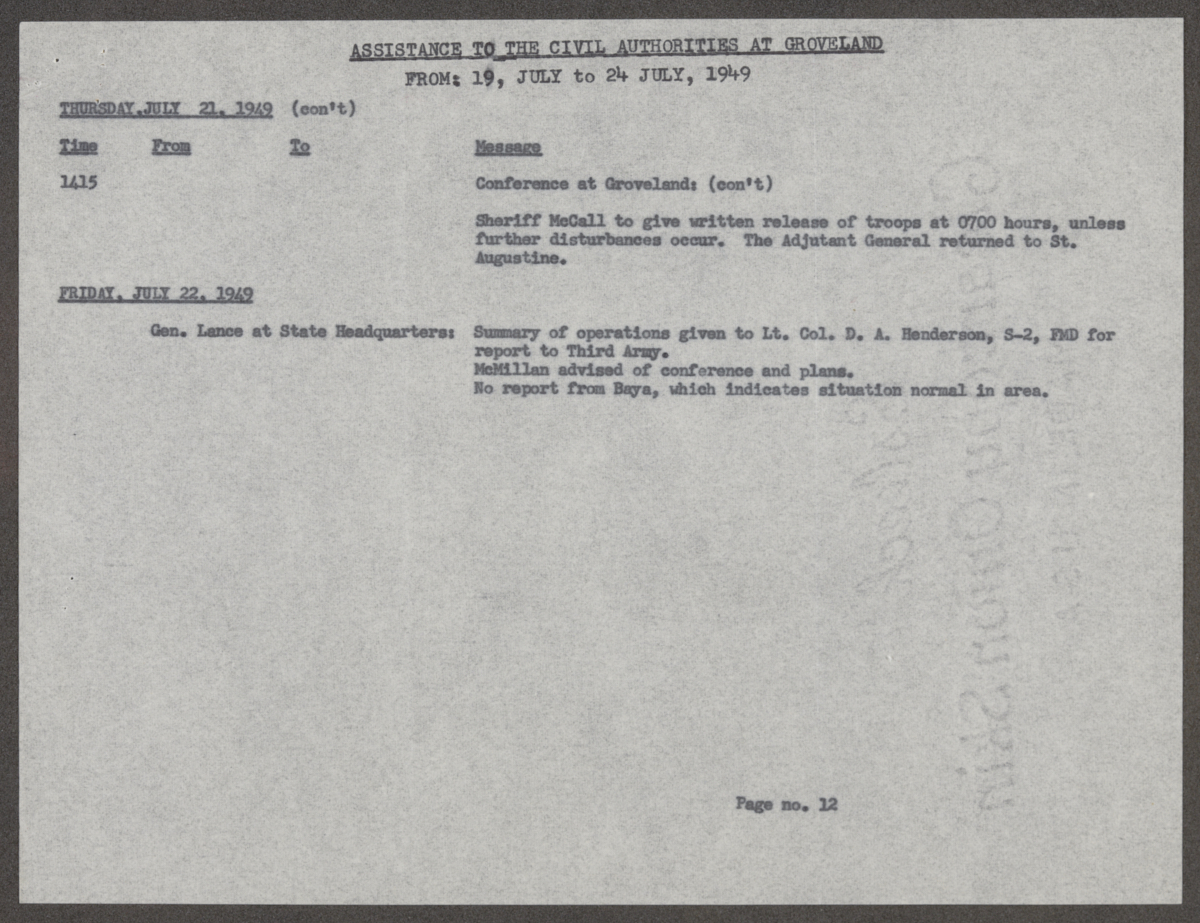 ASSISTANCE TO THE CIVIL AUTHORITIES AT GROVELAND
FROM: 19, JULY to 24 JULY, 1949
THURSDAY,JULY 21, 1949 (con't)
Time From To Message
1415 Conference at Groveland: (con't)
Sheriff McCall to give written release of troops at 0700 hours, unless
further disturbances occur. The Adjutant General returned to St.
Augustine.
FRIDAY, JULY 22, 1949
Gen. Lance at State Headquarters: Summary of operations given to Lt. Col. D. A. Henderson, S-2, FMD for
report to Third Army.
McMillan advised of conference and plans.
No report from Baya, which indicates situation normal in area.
Page no. 12